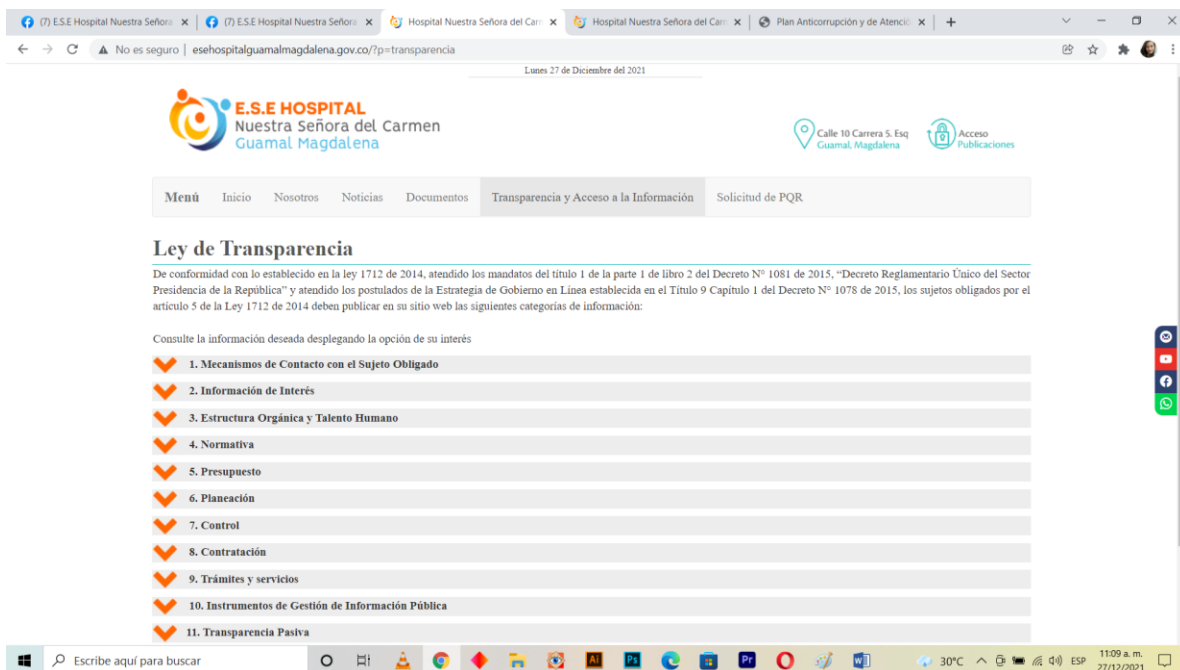 (7) E.S.E Hospital Nuestra Señora
(7) E.S.E Hospital Nuestra Señora
Hospital Nuestra Señora del Carm
Hospital Nuestra Señora del Carm
Plan Anticorrupción y de Atenció
No es seguro | esehospitalguamalmagdalena.gov.co/?p=transparencia
Lunes 27 de Diciembre del 2021
E.S.E HOSPITAL
Nuestra Señora del Carmen
Guamal Magdalena
Calle 10 Carrera 5. Esq
Guamal, Magdalena
Acceso
Publicaciones
Menú Inicio Nosotros Noticias Documentos Transparencia y Acceso a la Información Solicitud de PQR
Ley de Transparencia
De conformidad con lo establecido en la ley 1712 de 2014, atendido los mandatos del título 1 de la parte 1 de libro 2 del Decreto N° 1081 de 2015, “Decreto Reglamentario Único del Sector
Presidencia de la República” y atendido los postulados de la Estrategia de Gobierno en Línea establecida en el Título 9 Capítulo 1 del Decreto N° 1078 de 2015, los sujetos obligados por el
artículo 5 de la Ley 1712 de 2014 deben publicar en su sitio web las siguientes categorías de información:
Consulte la información deseada desplegando la opción de su interés
1. Mecanismos de Contacto con el Sujeto Obligado
2. Información de Interés
3. Estructura Orgánica y Talento Humano
4. Normativa
5. Presupuesto
6. Planeación
7. Control
8. Contratación
9. Trámites y servicios
10. Instrumentos de Gestión de Información Pública
11. Transparencia Pasiva
Escribe aquí para buscar
Ai
Ps
Pr
30°C
ESP
11:09 a. m.
27/12/2021